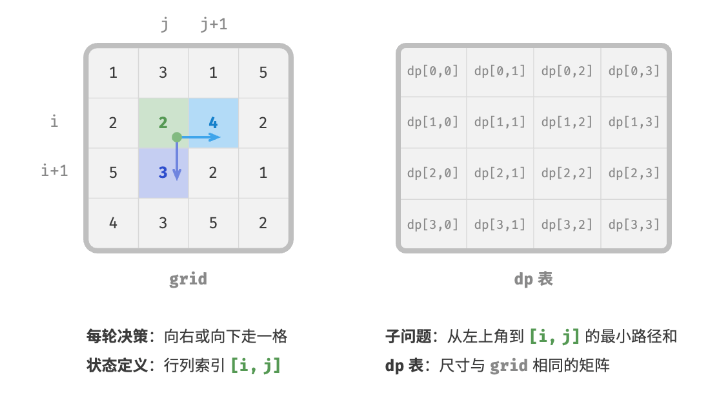 j j+1
1 3 1 5
i 2 2 4 2
i+1 5 3 2 1
4 3 5 2
grid
dp[0,0] dp[0,1] dp[0,2] dp[0,3]
dp[1,0] dp[1,1] dp[1,2] dp[1,3]
dp[2,0] dp[2,1] dp[2,2] dp[2,3]
dp[3,0] dp[3,1] dp[3,2] dp[3,3]
dp 表
每轮决策：向右或向下走一格
状态定义：行列索引 [i, j]
子问题：从左上角到 [i, j] 的最小路径和
dp 表：尺寸与 grid 相同的矩阵